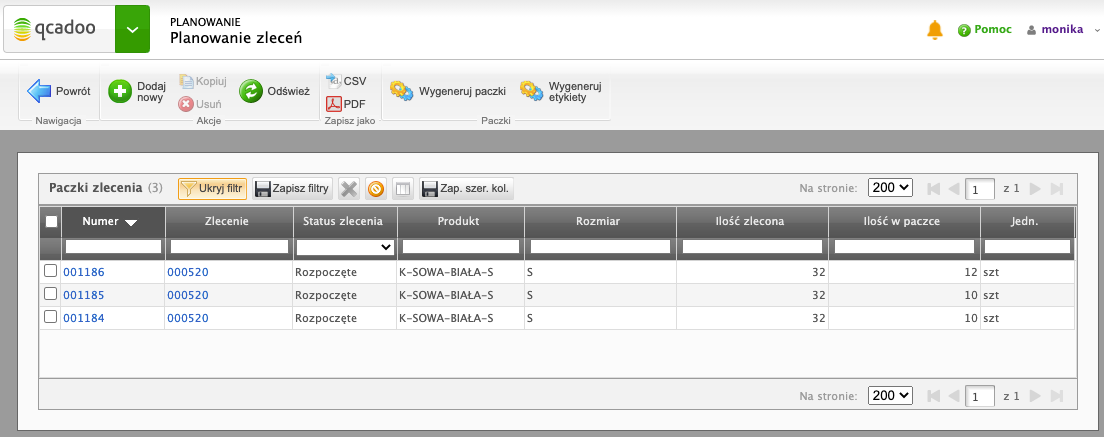 qcadoo
PLANOWANIE
Planowanie zleceń
Pomoc
monika
Powrót
Nawigacja
Dodaj nowy
Kopiuj
Usuń
Odśwież
Akcje
CSV
PDF
Zapisz jako
Wygeneruj paczki
Wygeneruj etykiety
Paczki
Paczki zlecenia (3) Ukryj filtr Zapisz filtry Zap. szer. kol. Na stronie: 200 1 z 1
Numer Zlecenie Status zlecenia Produkt Rozmiar Ilość zlecona Ilość w paczce Jedn.
001186 000520 Rozpoczęte K-SOWA-BIAŁA-S S 32 12 szt
001185 000520 Rozpoczęte K-SOWA-BIAŁA-S S 32 10 szt
001184 000520 Rozpoczęte K-SOWA-BIAŁA-S S 32 10 szt
Na stronie: 200 1 z 1